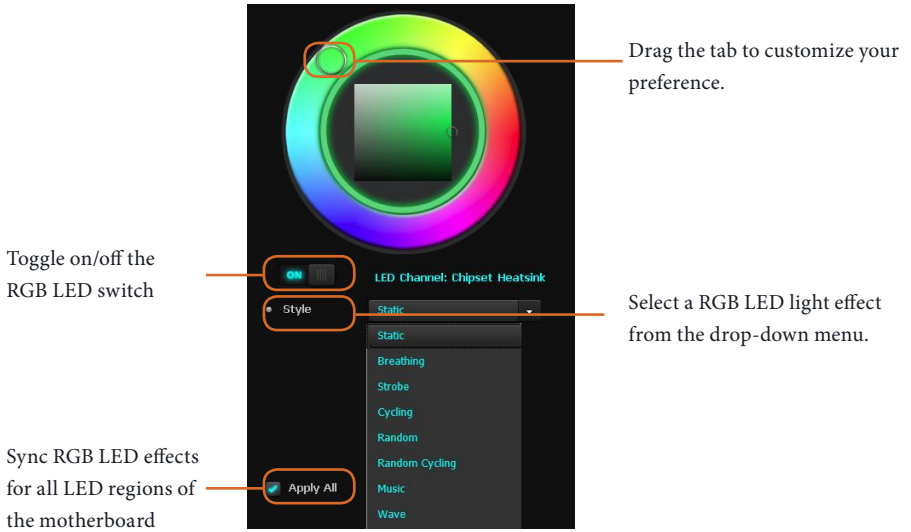 Drag the tab to customize your
preference.
Toggle on/off the
RGB LED switch
ON
LED Channel: Chipset Heatsink
Style
Static
Select a RGB LED light effect
from the drop-down menu.
Static
Breathing
Strobe
Cycling
Random
Random Cycling
Music
Wave
Sync RGB LED effects
for all LED regions of
the motherboard
Apply All